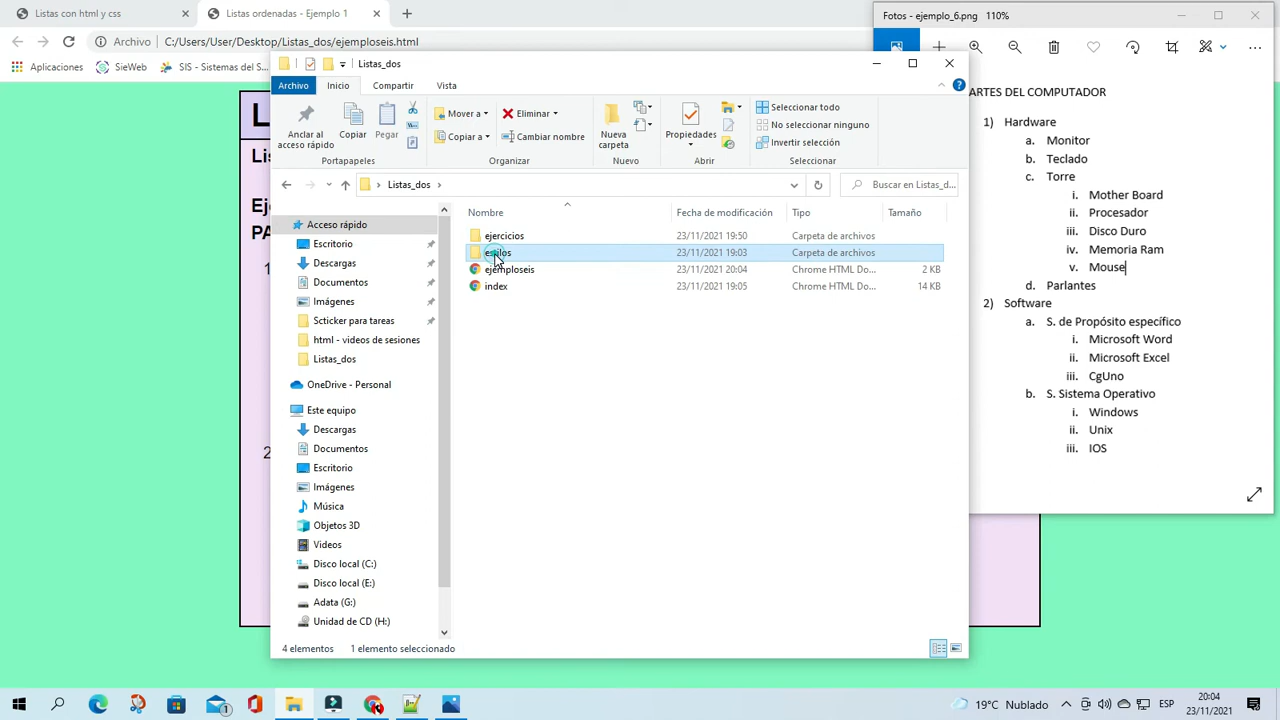 Listas con html y css
Listas ordenadas - Ejemplo 1
Archivo
C:/Users/User/Desktop/Listas_dos/ejemploseis.html
Aplicaciones
SieWeb
SIS - Sistemas del S...
Fotos - ejemplo_6.png 110%
Listas_dos
Archivo
Inicio
Compartir
Vista
Anclar al
acceso rápido
Copiar
Pegar
Portapapeles
Mover a
Copiar a
Eliminar
Cambiar nombre
Organizar
Nueva
carpeta
Nuevo
Propiedades
Abrir
Seleccionar todo
No seleccionar ninguno
Invertir selección
Seleccionar
Listas_dos
Buscar en Listas_d...
Nombre
Fecha de modificación
Tipo
Tamaño
ejercicios 23/11/2021 19:50 Carpeta de archivos
23/11/2021 19:03 Carpeta de archivos
ejemploseis 23/11/2021 20:04 Chrome HTML Do... 2 KB
index 23/11/2021 19:05 Chrome HTML Do... 14 KB
Acceso rápido
Escritorio
Descargas
Documentos
Imágenes
Scticker para tareas
html - videos de sesiones
Listas_dos
OneDrive - Personal
Este equipo
Descargas
Documentos
Escritorio
Imágenes
Música
Objetos 3D
Videos
Disco local (C:)
Disco local (E:)
Adata (G:)
Unidad de CD (H:)
4 elementos
1 elemento seleccionado
ARTES DEL COMPUTADOR
1) Hardware
a. Monitor
b. Teclado
c. Torre
i. Mother Board
ii. Procesador
iii. Disco Duro
iv. Memoria Ram
v. Mouse
d. Parlantes
2) Software
a. S. de Propósito específico
i. Microsoft Word
ii. Microsoft Excel
iii. CgUno
b. S. Sistema Operativo
i. Windows
ii. Unix
iii. IOS
19°C Nublado
ESP
20:04
23/11/2021